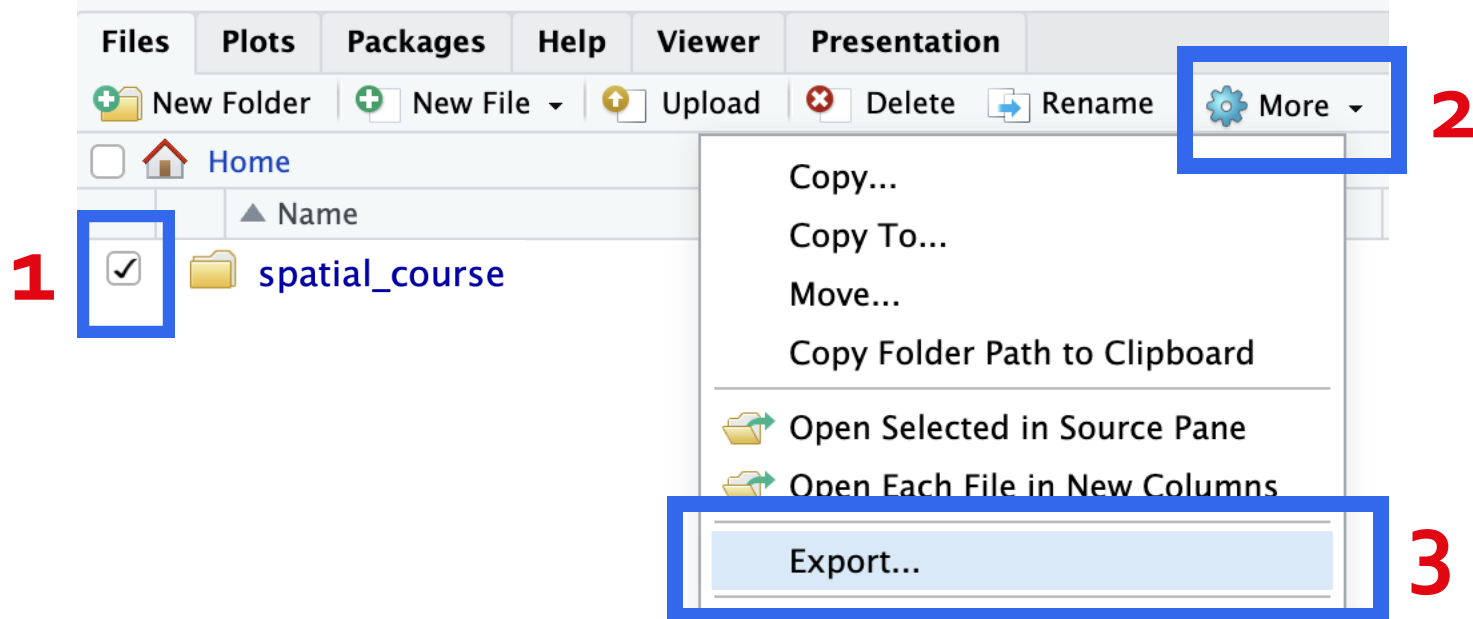 Files Plots Packages Help Viewer Presentation
New Folder New File Upload Delete Rename More
2
Home
Name
1
spatial_course
Copy...
Copy To...
Move...
Copy Folder Path to Clipboard
Open Selected in Source Pane
Open Each File in New Columns
Export...
3